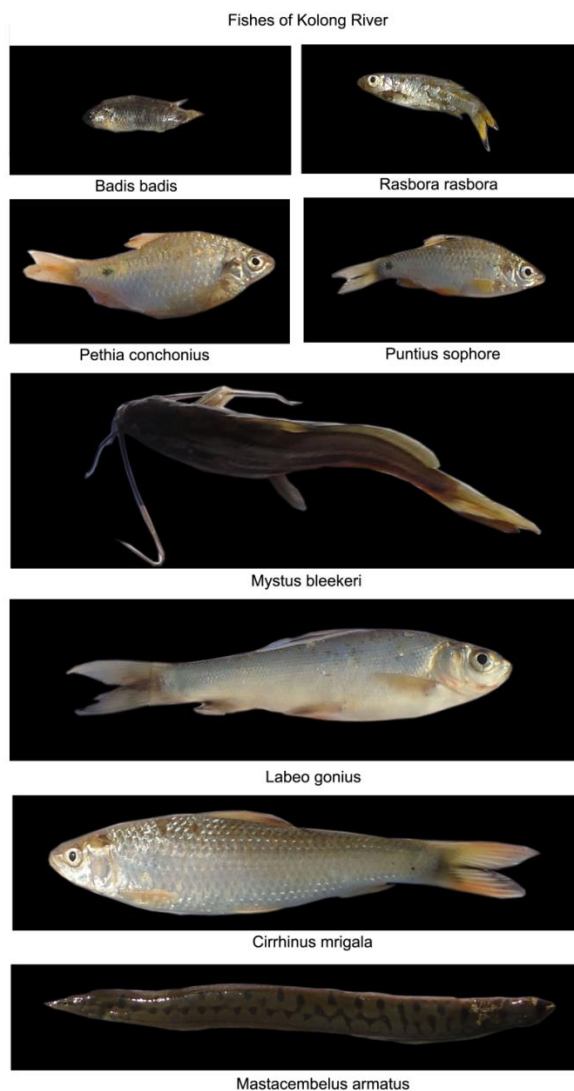 Fishes of Kolong River
Badis badis
Rasbora rasbora
Pethia conchonius
Puntius sophore
Mystus bleekeri
Labeo gonius
Cirrhinus mrigala
Mastacembelus armatus